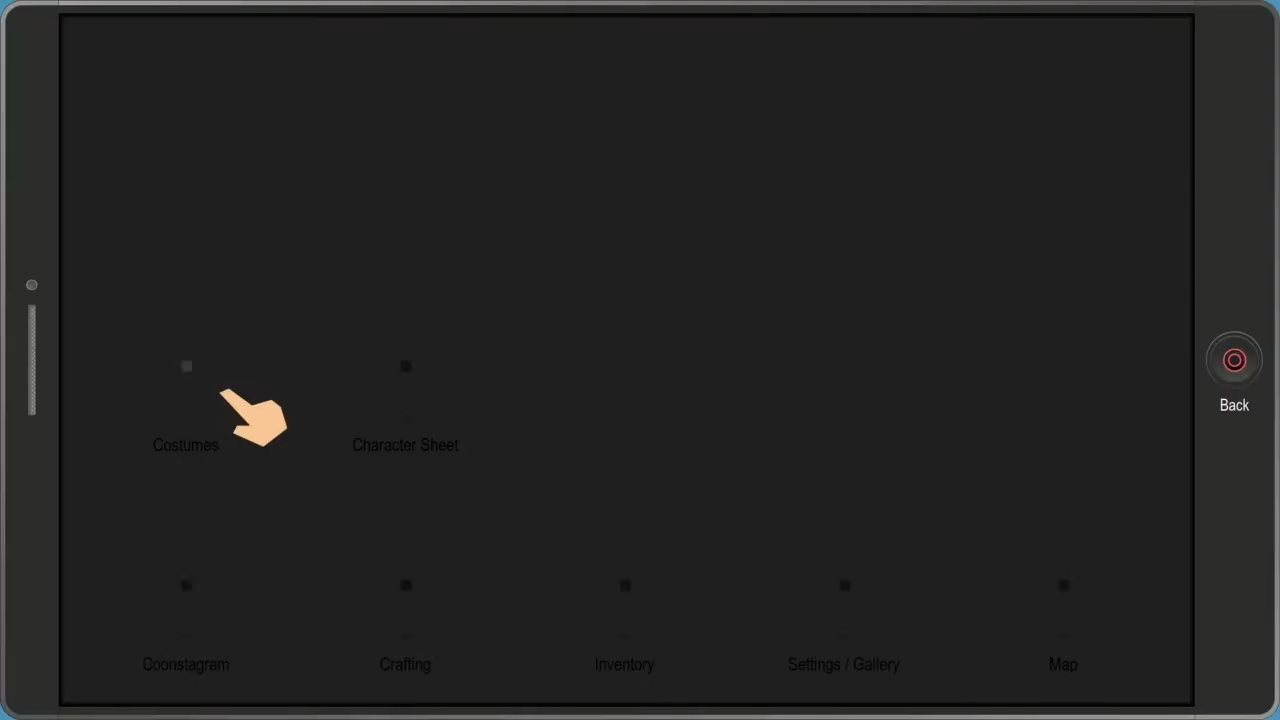 Back
Costumes
Character Sheet
Coonstagram
Crafting
Inventory
Settings / Gallery
Map